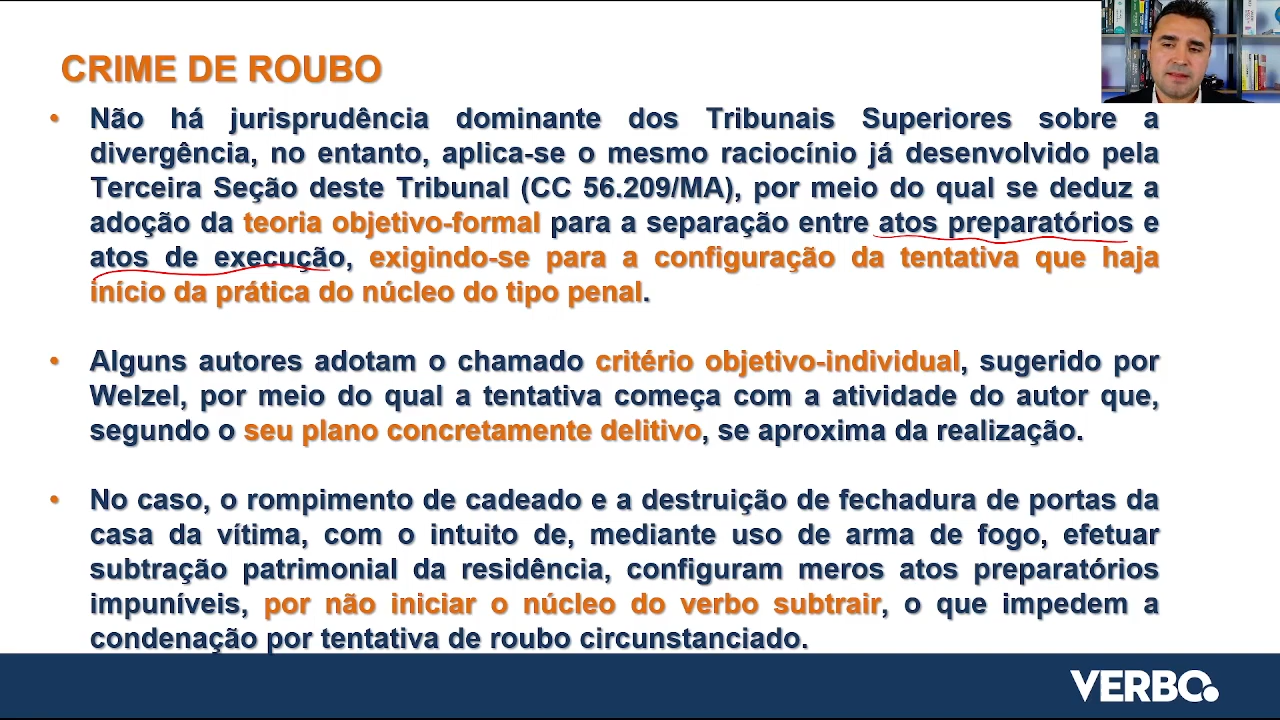 CRIME DE ROUBO
• Não há jurisprudência dominante dos Tribunais Superiores sobre a
divergência, no entanto, aplica-se o mesmo raciocínio já desenvolvido pela
Terceira Seção deste Tribunal (CC 56.209/MA), por meio do qual se deduz a
adoção da teoria objetivo-formal para a separação entre atos preparatórios e
atos de execução, exigindo-se para a configuração da tentativa que haja
início da prática do núcleo do tipo penal.
• Alguns autores adotam o chamado critério objetivo-individual, sugerido por
Welzel, por meio do qual a tentativa começa com a atividade do autor que,
segundo o seu plano concretamente delitivo, se aproxima da realização.
• No caso, o rompimento de cadeado e a destruição de fechadura de portas da
casa da vítima, com o intuito de, mediante uso de arma de fogo, efetuar
subtração patrimonial da residência, configuram meros atos preparatórios
impuníveis, por não iniciar o núcleo do verbo subtrair, o que impedem a
condenação por tentativa de roubo circunstanciado.
VERBO